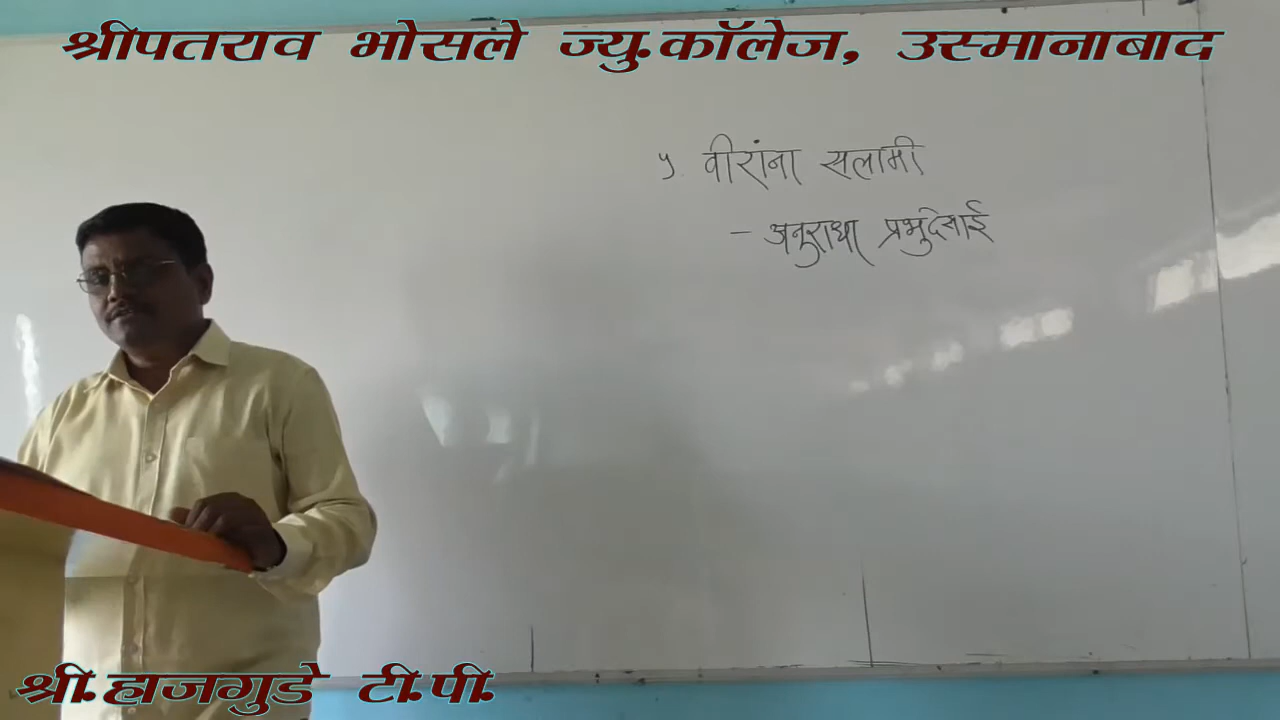 श्रीपतराव भोसले ज्यु.कॉलेज, उस्मानाबाद
५. वीरांना सलामी
- अनुराधा प्रभुदेसाई
श्री.हाजगुडे टी.पी.